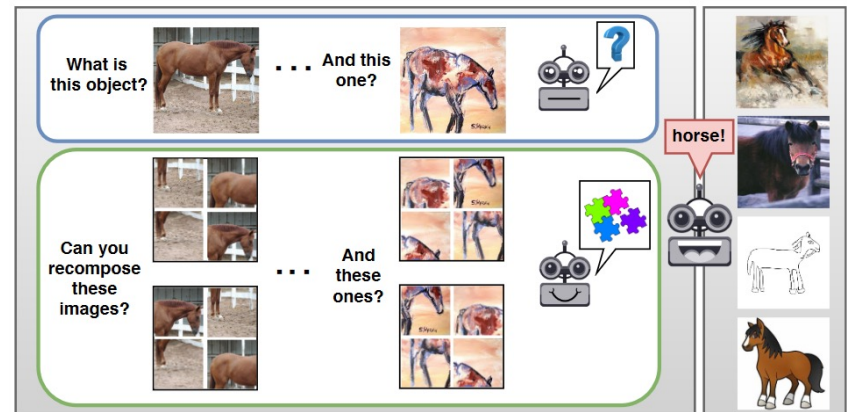 What is
this object?
... And this
one?
?
horse!
Can you
recompose
these
images?
...
And
these
ones?